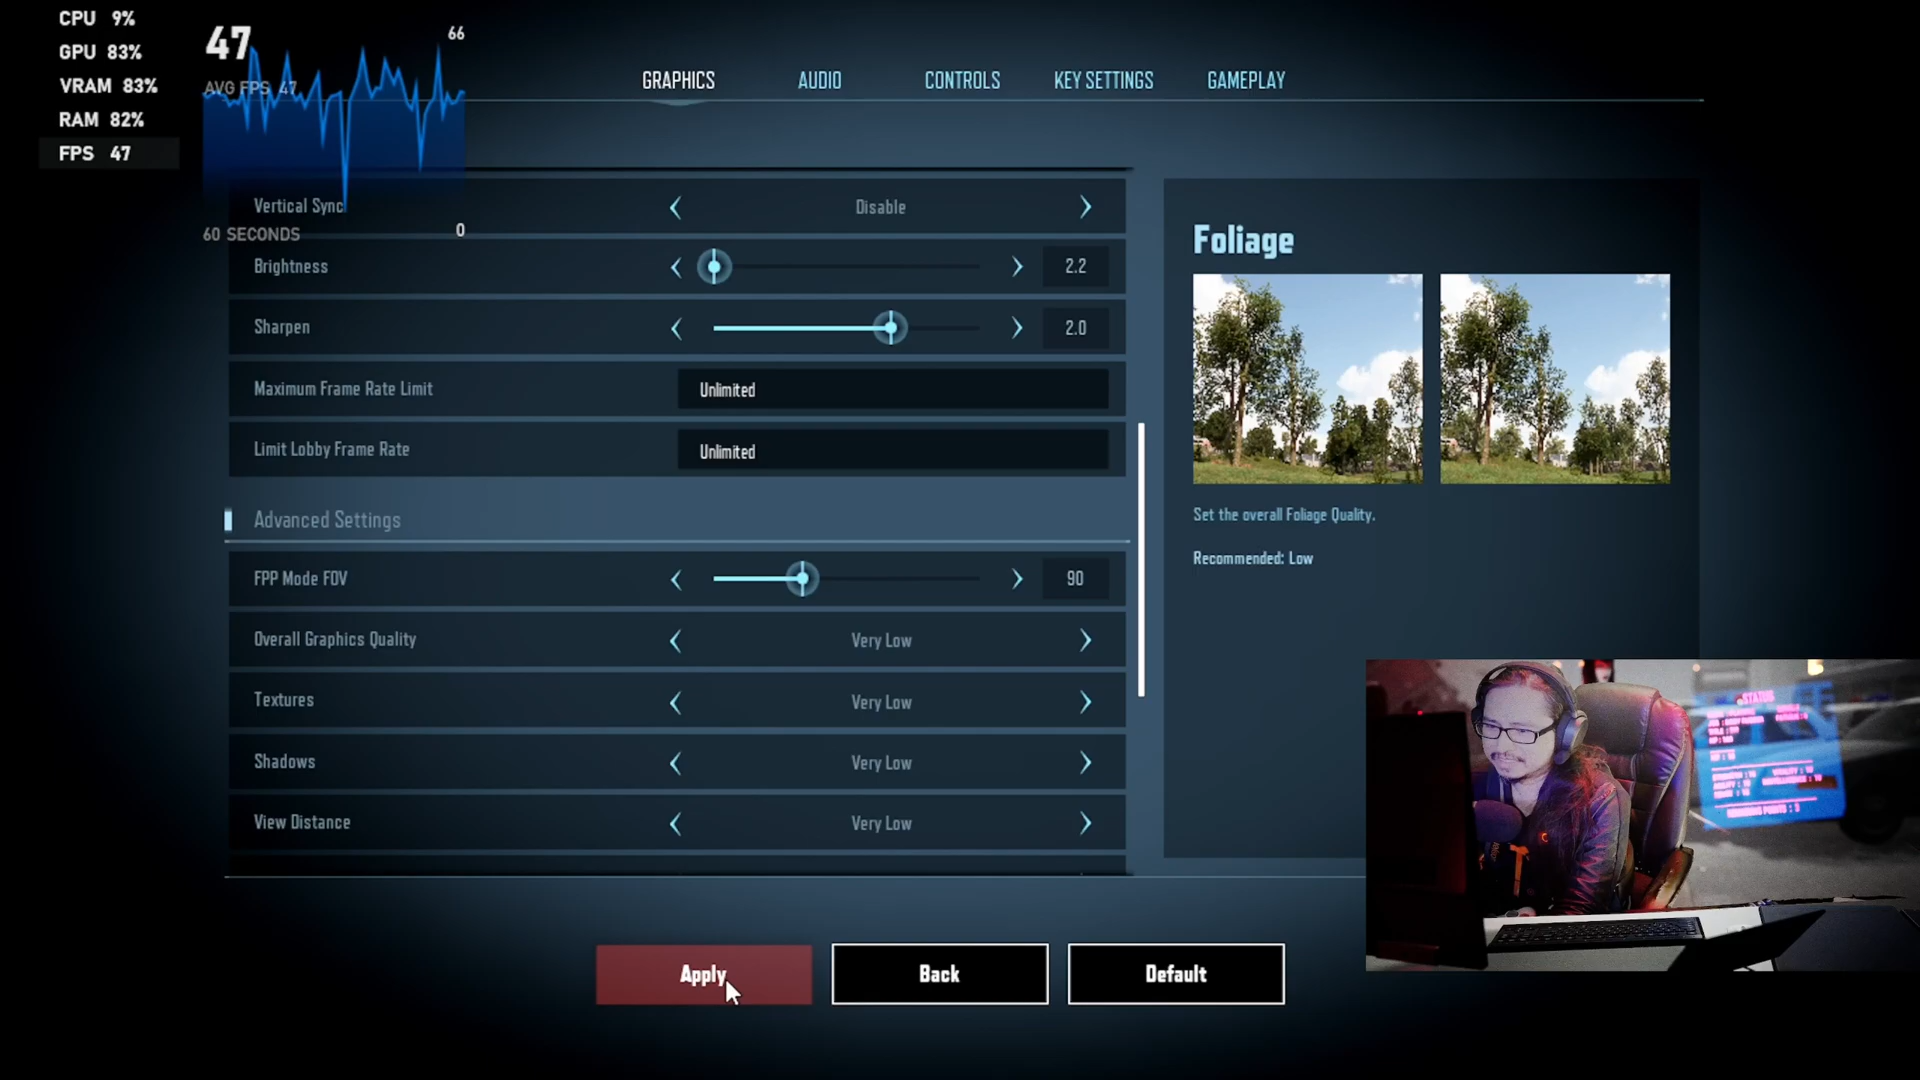 CPU 9%
GPU 83%
VRAM 83%
RAM 82%
FPS 47
47
66
AVG FPS 47
60 SECONDS
0
GRAPHICS
AUDIO
CONTROLS
KEY SETTINGS
GAMEPLAY
Vertical Sync
Disable
Brightness
2.2
Sharpen
2.0
Maximum Frame Rate Limit
Unlimited
Limit Lobby Frame Rate
Unlimited
Advanced Settings
FPP Mode FOV
90
Overall Graphics Quality
Very Low
Textures
Very Low
Shadows
Very Low
View Distance
Very Low
Foliage
Set the overall Foliage Quality.
Recommended: Low
STATUS
Apply
Back
Default